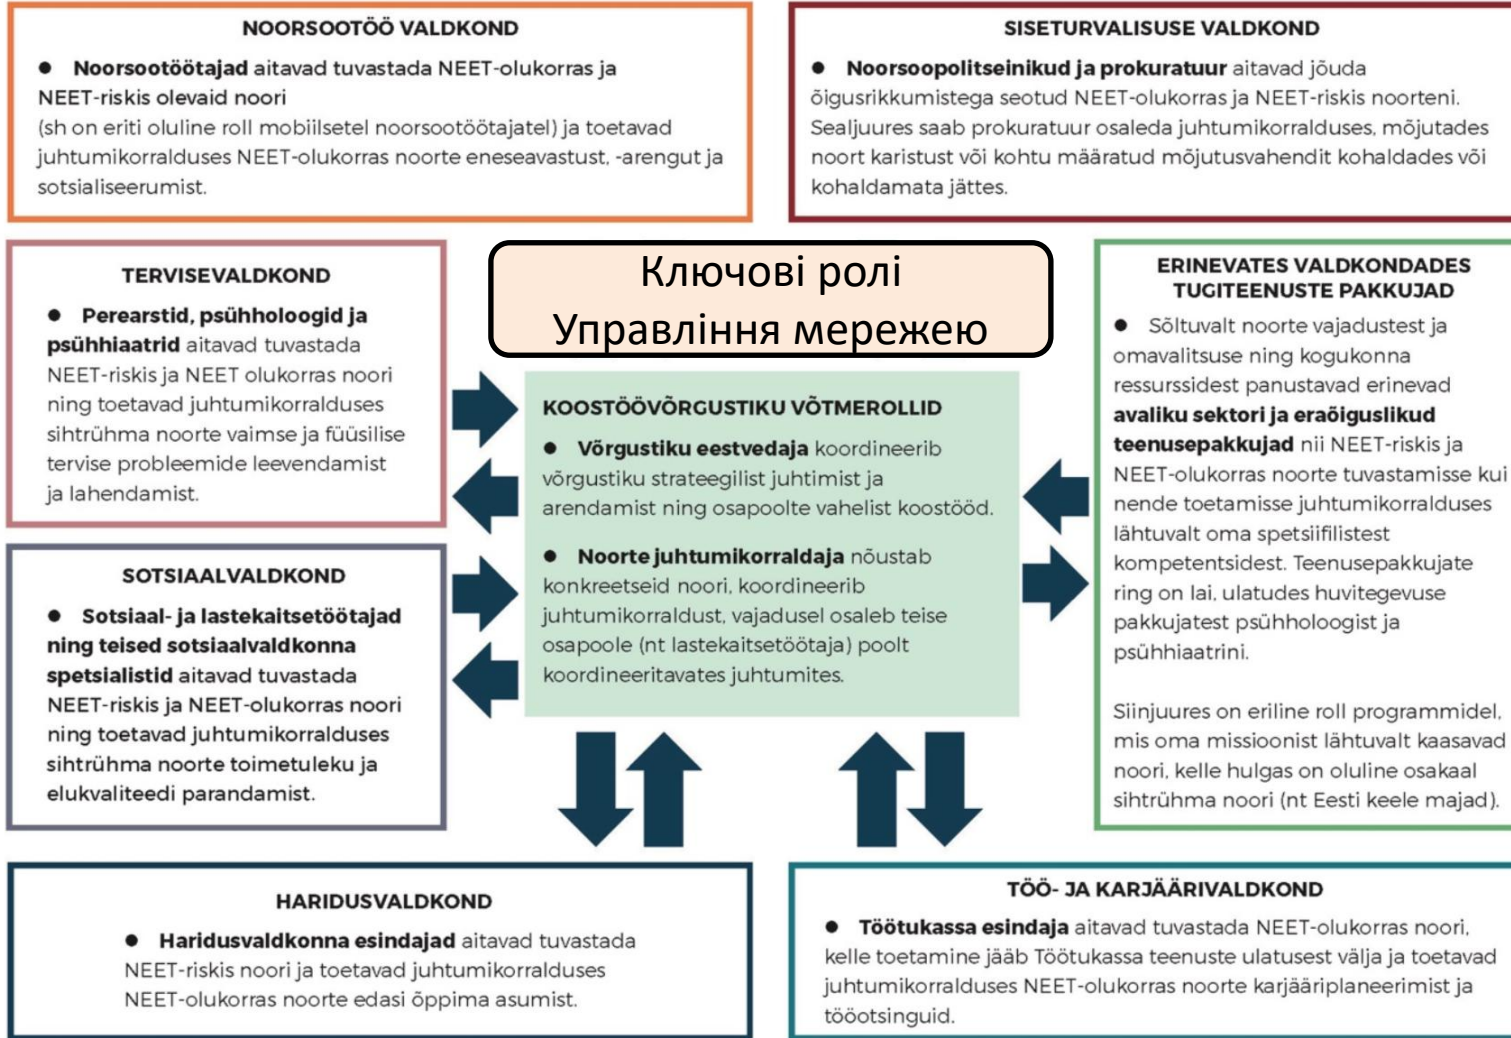 NOORSOOTÖÖ VALDKOND
● Noorsootöötajad aitavad tuvastada NEET-olukorras ja
NEET-riskis olevaid noori
(sh on eriti oluline roll mobiilsetel noorsootöötajatel) ja toetavad
juhtumikorralduses NEET-olukorras noorte eneseavastust, -arengut ja
sotsialiseerumist.
SISETURVALISUSE VALDKOND
● Noorsoopolitseinikud ja prokuratuur aitavad jõuda
õigusrikkumistega seotud NEET-olukorras ja NEET-riskis noorteni.
Sealjuures saab prokuratuur osaleda juhtumikorralduses, mõjutades
noort karistust või kohtu määratud mõjutusvahendit kohaldades või
kohaldamata jättes.
TERVISEVALDKOND
● Perearstid, psühholoogid ja
psühhiaatrid aitavad tuvastada
NEET-riskis ja NEET olukorras noori
ning toetavad juhtumikorralduses
sihtrühma noorte vaimse ja füüsilise
tervise probleemide leevendamist
ja lahendamist.
Ключові ролі
Управління мережею
KOOSTÖÖVÕRGUSTIKU VÕTMEROLLID
● Võrgustiku eestvedaja koordineerib
võrgustiku strateegilist juhtimist ja
arendamist ning osapoolte vahelist koostööd.
● Noorte juhtumikorraldaja nõustab
konkreetseid noori, koordineerib
juhtumikorraldust, vajadusel osaleb teise
osapoole (nt lastekaitsetöötaja) poolt
koordineeritavates juhtumites.
ERINEVATES VALDKONDADES
TUGITEENUSTE PAKKUJAD
● Sõltuvalt noorte vajadustest ja
omavalitsuse ning kogukonna
ressurssidest panustavad erinevad
avaliku sektori ja eraõiguslikud
teenusepakkujad nii NEET-riskis ja
NEET-olukorras noorte tuvastamisse kui
nende toetamisse juhtumikorralduses
lähtuvalt oma spetsiifilistest
kompetentsidest. Teenusepakkujate
ring on lai, ulatudes huvitegevuse
pakkujatest psühholoogist ja
psühhiaatrini.
Siinjuures on eriline roll programmidel,
mis oma missioonist lähtuvalt kaasavad
noori, kelle hulgas on oluline osakaal
sihtrühma noori (nt Eesti keele majad).
SOTSIAALVALDKOND
● Sotsiaal- ja lastekaitsetöötajad
ning teised sotsiaalvaldkonna
spetsialistid aitavad tuvastada
NEET-riskis ja NEET-olukorras noori
ning toetavad juhtumikorralduses
sihtrühma noorte toimetuleku ja
elukvaliteedi parandamist.
HARIDUSVALDKOND
● Haridusvaldkonna esindajad aitavad tuvastada
NEET-riskis noori ja toetavad juhtumikorralduses
NEET-olukorras noorte edasi õppima asumist.
TÖÖ- JA KARJÄÄRIVALDKOND
● Töötukassa esindaja aitavad tuvastada NEET-olukorras noori,
kelle toetamine jääb Töötukassa teenuste ulatusest välja ja toetavad
juhtumikorralduses NEET-olukorras noorte karjääriplaneerimist ja
tööotsinguid.